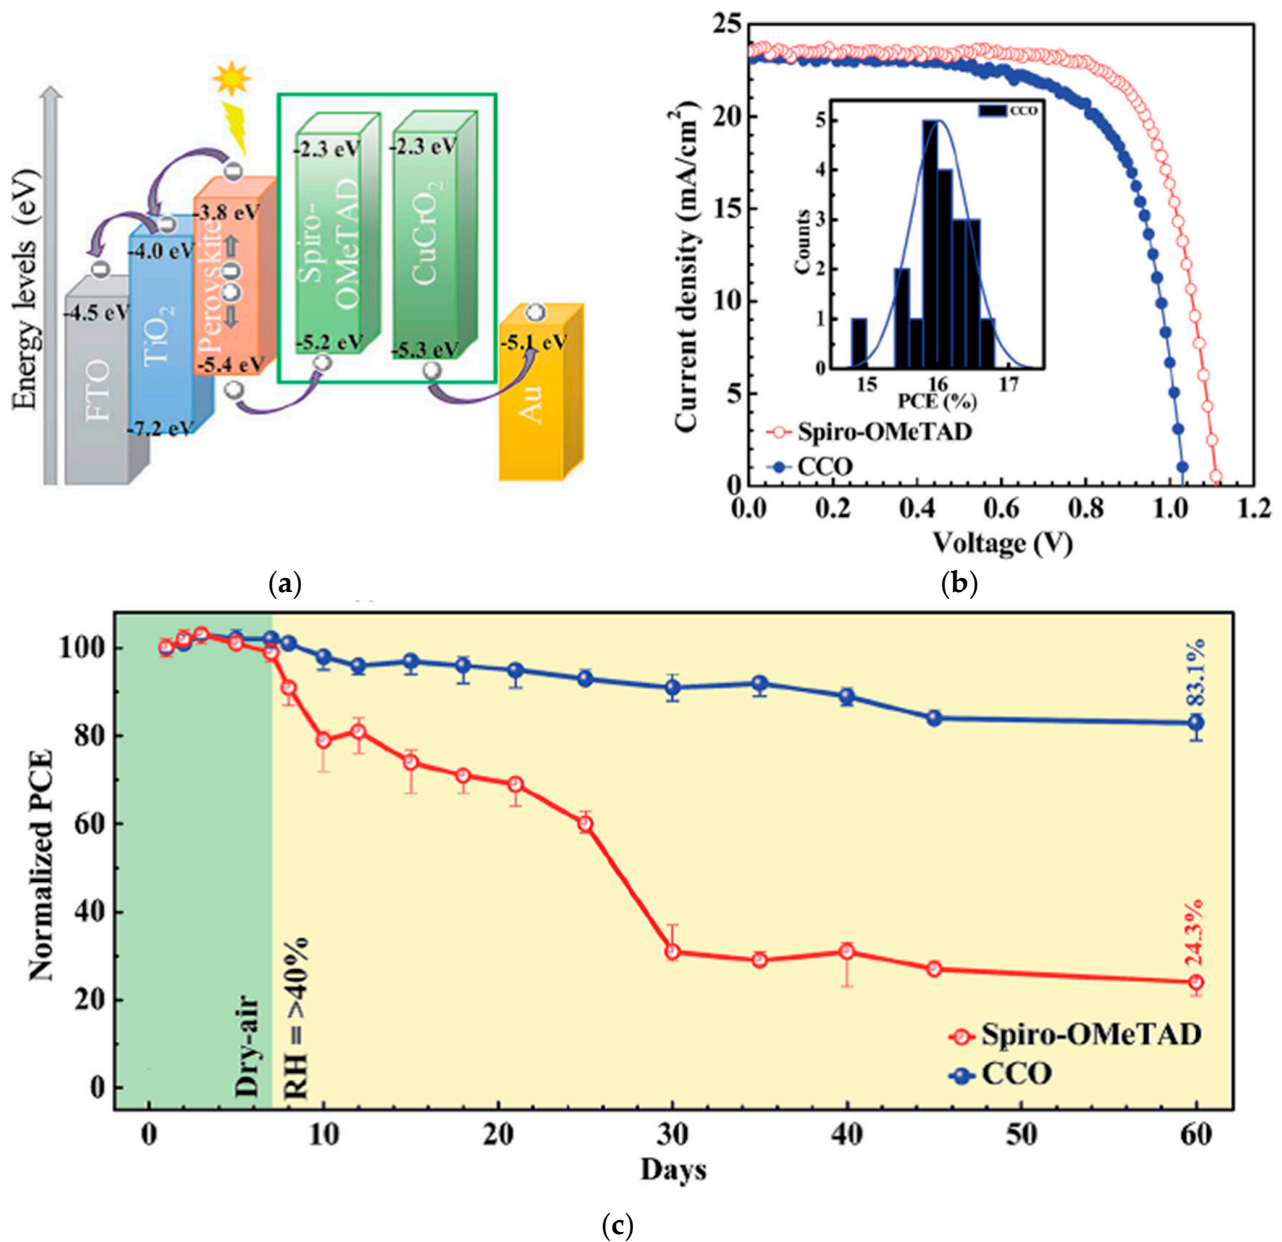 Energy levels (eV)
-4.5 eV
FTO
-4.0 eV
TiO2
-7.2 eV
-3.8 eV
Perovskite
-5.4 eV
-2.3 eV
Spiro-
OMeTAD
-5.2 eV
-2.3 eV
CuCrO2
-5.3 eV
-5.1 eV
Au
(a)
Current density (mA/cm2)
25
20
15
10
5
0
0.0 0.2 0.4 0.6 0.8 1.0 1.2
Voltage (V)
Counts
5
4
3
2
1
0
15 16 17
PCE (%)
CCO
Spiro-OMeTAD
CCO
(b)
Normalized PCE
100
80
60
40
20
0
Dry-air
RH = >40%
83.1%
24.3%
Spiro-OMeTAD
CCO
0 10 20 30 40 50 60
Days
(c)